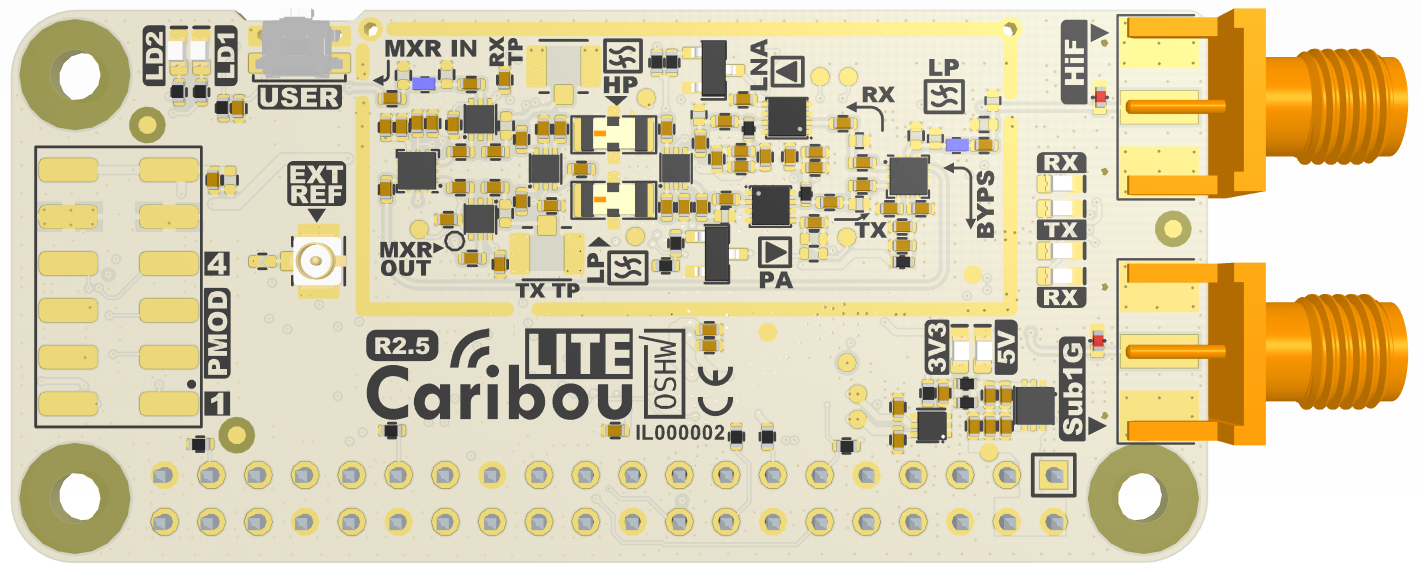 LD2
LD1
USER
MXR IN
RX
TP
HP
LNA
LP
HiF
RX
EXT
REF
RX
TX
RX
BYPS
TX
MXR
OUT
LP
PA
TX TP
4
PMOD
1
R2.5
LITE
Caribou
OSHW
CE
IL000002
3V3
5V
Sub1G